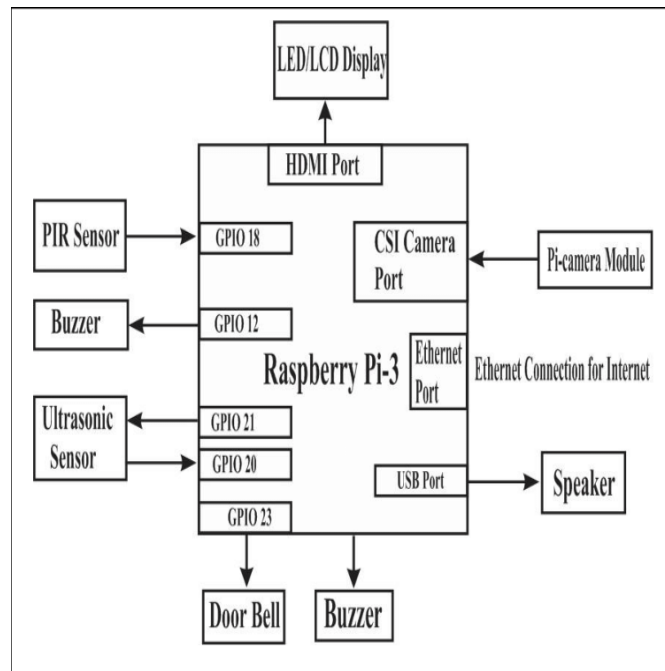 LED/LCD Display
HDMI Port
PIR Sensor
GPIO 18
CSI Camera
Port
Pi-camera Module
Buzzer
GPIO 12
Raspberry Pi-3
Ethernet
Port
Ethernet Connection for Internet
Ultrasonic
Sensor
GPIO 21
GPIO 20
USB Port
Speaker
GPIO 23
Door Bell
Buzzer